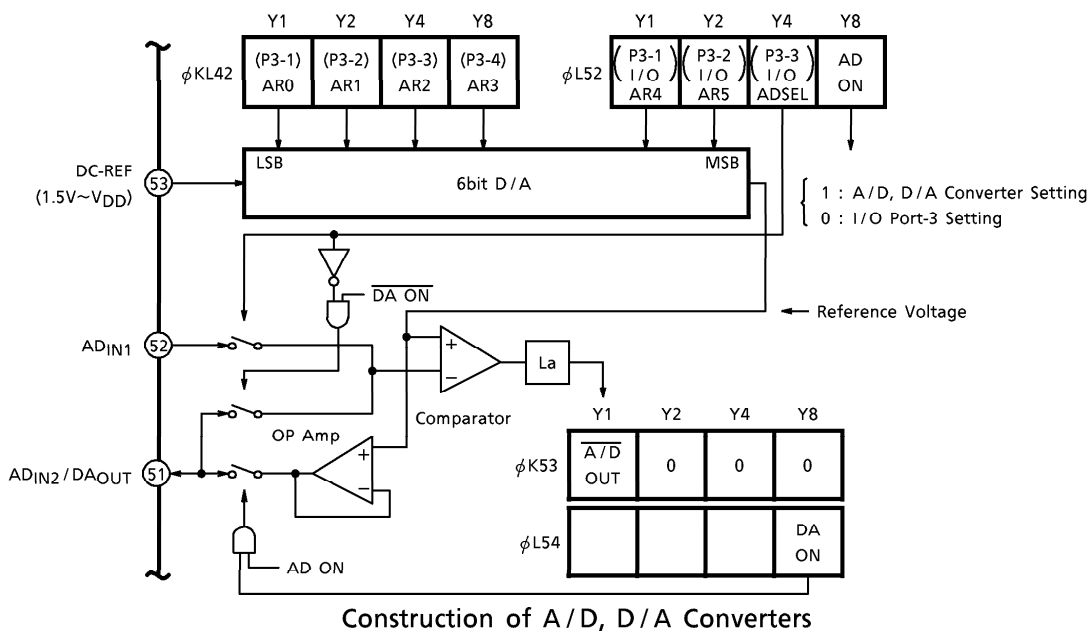 Y1 Y2 Y4 Y8 Y1 Y2 Y4 Y8
φKL42 (P3-1) AR0 (P3-2) AR1 (P3-3) AR2 (P3-4) AR3
φL52 (P3-1 I/O) AR4 (P3-2 I/O) AR5 (P3-3 I/O) ADSEL AD ON
LSB MSB
DC-REF
(1.5V~VDD)
53
6bit D/A
1 : A/D, D/A Converter Setting
0 : I/O Port-3 Setting
DA ON
Reference Voltage
ADIN1 52
+
−
La
Comparator
Y1 Y2 Y4 Y8
OP Amp
φK53 A/D OUT 0 0 0
+
−
ADIN2/DAOUT 51
φL54 DA ON
AD ON
Construction of A/D, D/A Converters